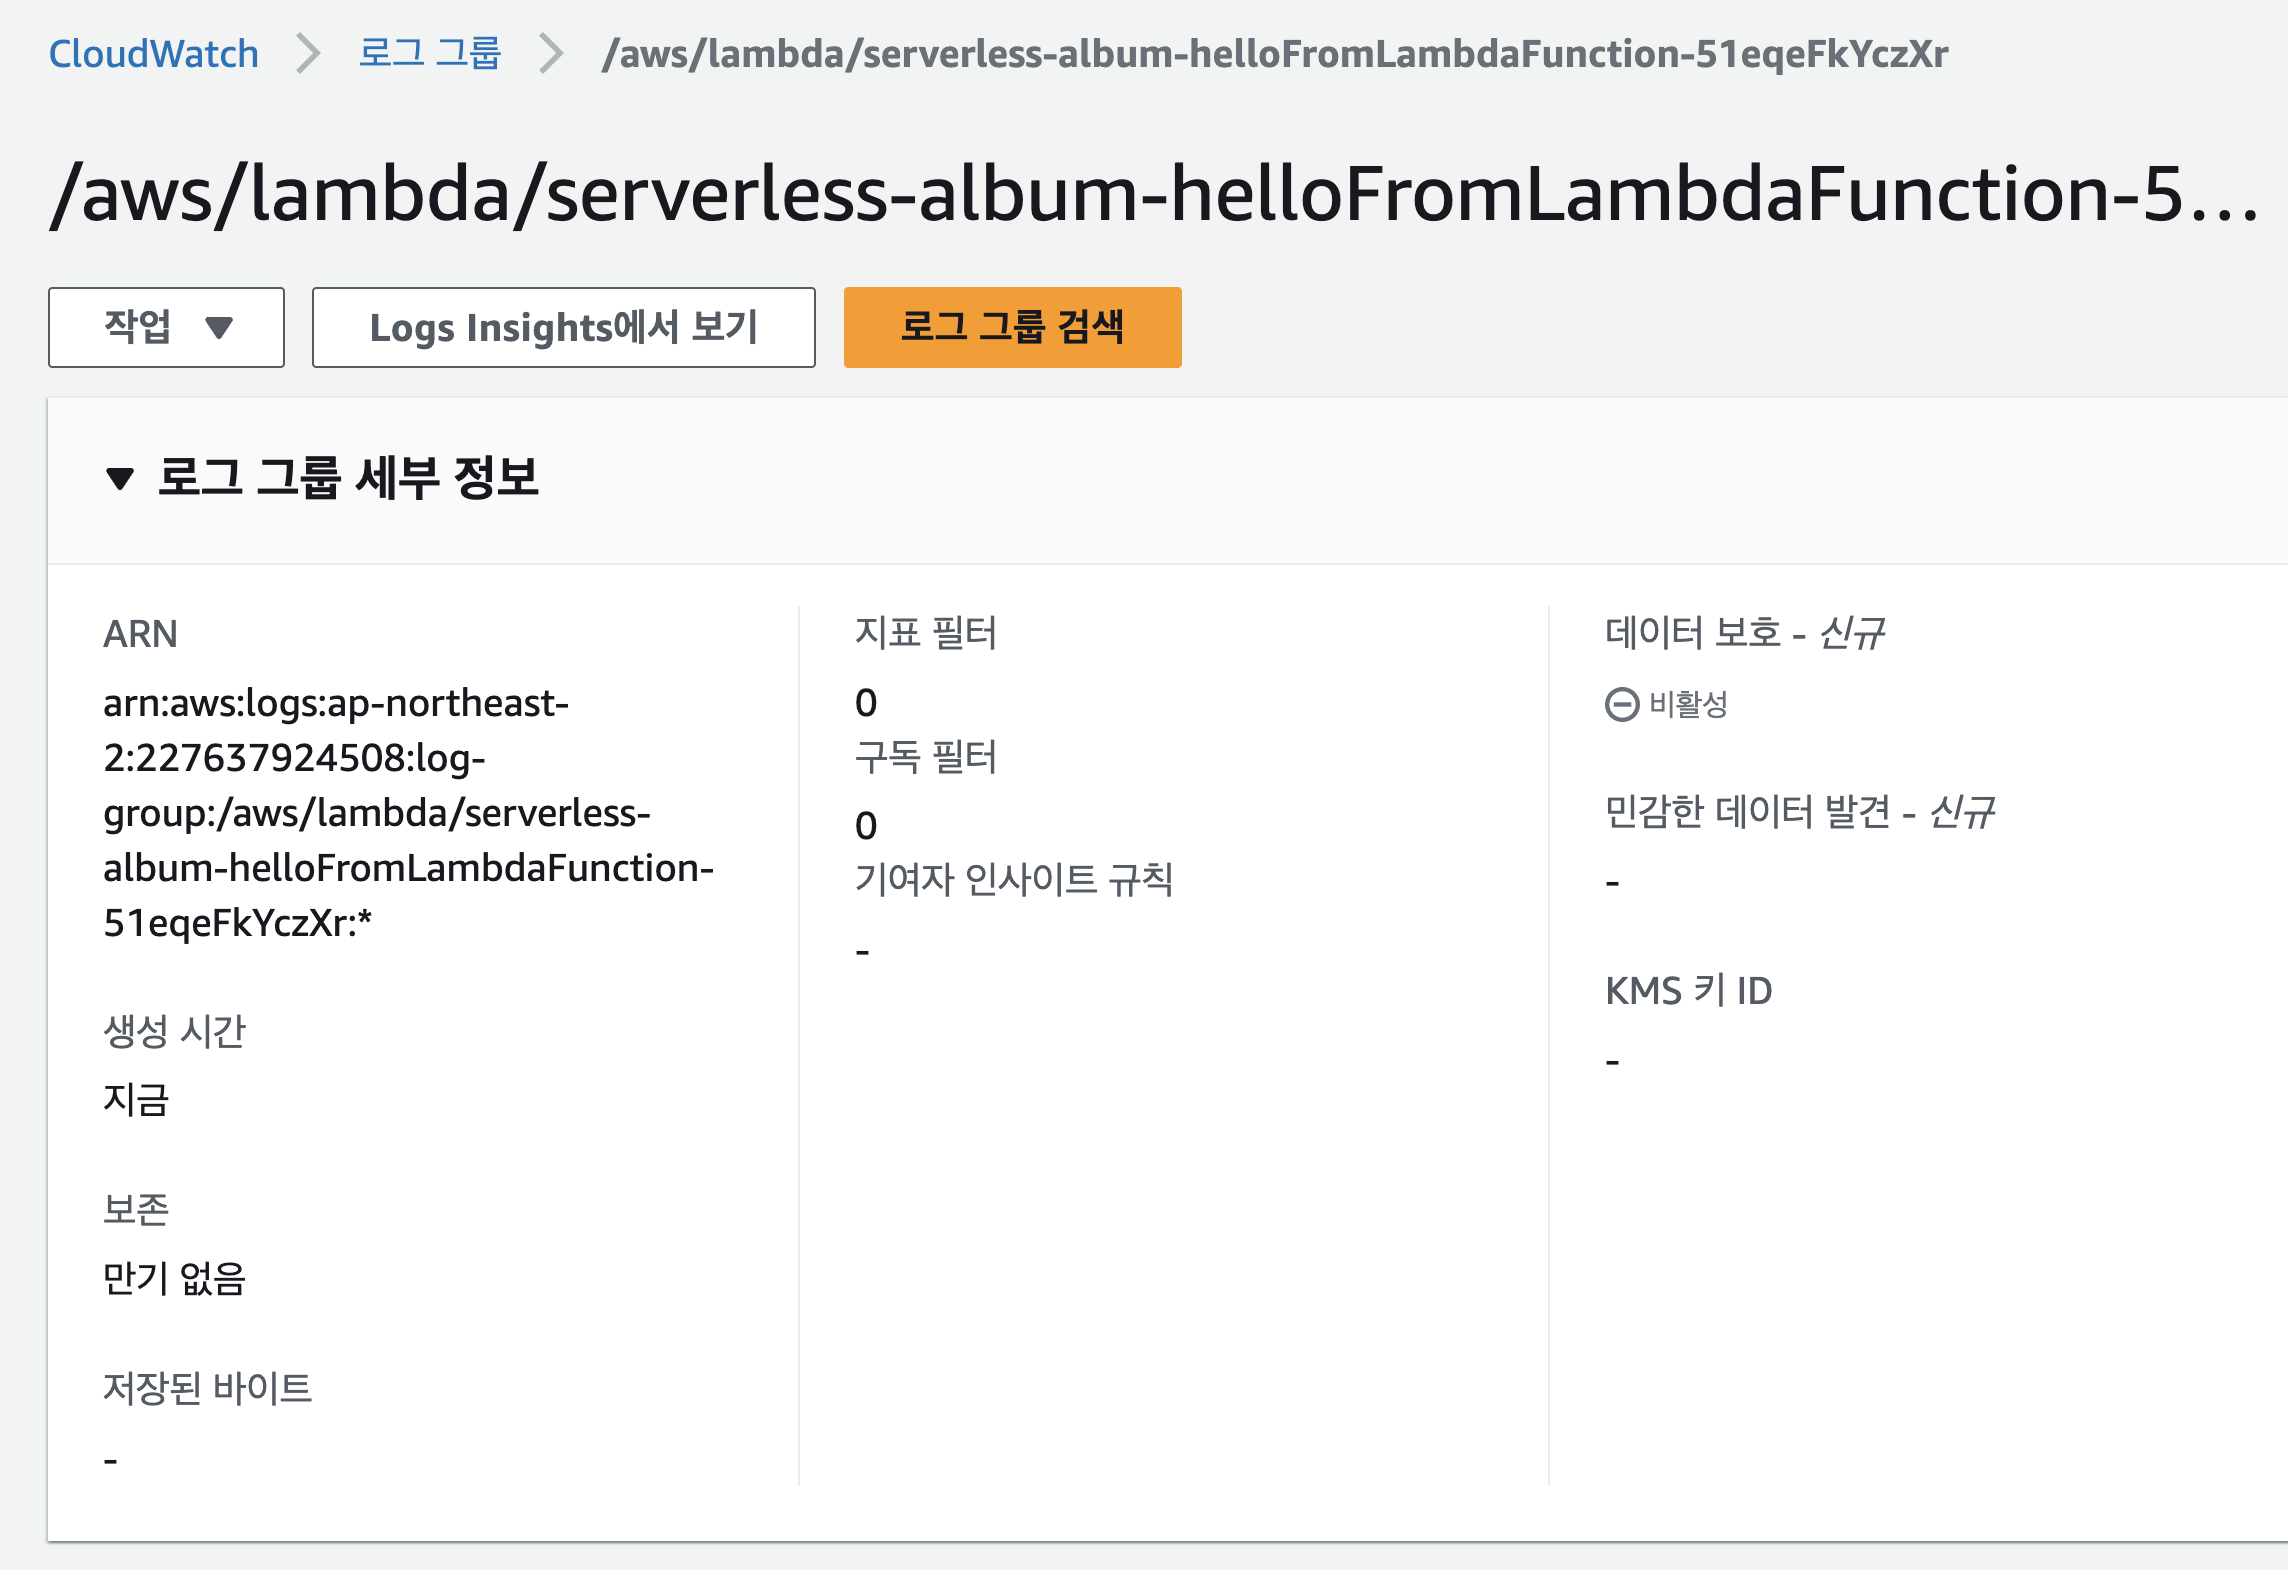 CloudWatch
로그 그룹
/aws/lambda/serverless-album-helloFromLambdaFunction-51eqeFkYczXr
/aws/lambda/serverless-album-helloFromLambdaFunction-5...
작업
Logs Insights에서 보기
로그 그룹 검색
로그 그룹 세부 정보
ARN
arn:aws:logs:ap-northeast-
2:227637924508:log-
group:/aws/lambda/serverless-
album-helloFromLambdaFunction-
51eqeFkYczXr:*
생성 시간
지금
보존
만기 없음
저장된 바이트
-
지표 필터
0
구독 필터
0
기여자 인사이트 규칙
-
데이터 보호 - 신규
비활성
민감한 데이터 발견 - 신규
-
KMS 키 ID
-